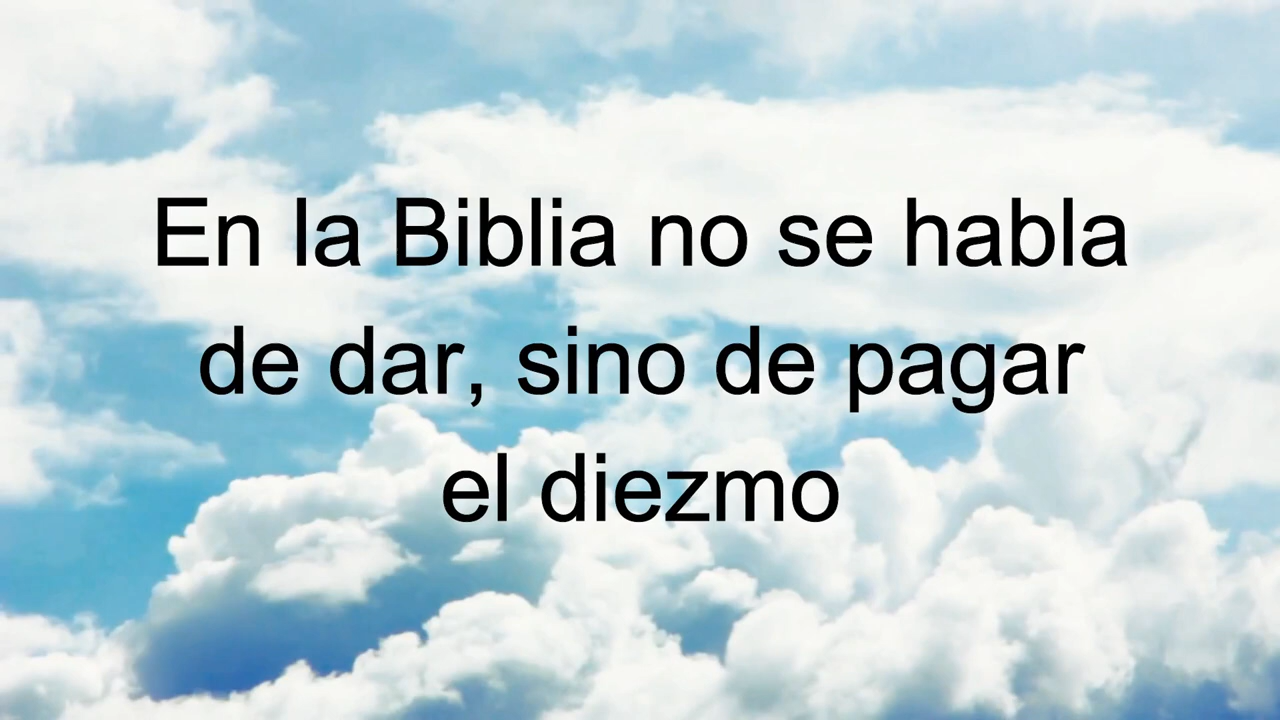 En la Biblia no se habla
de dar, sino de pagar
el diezmo